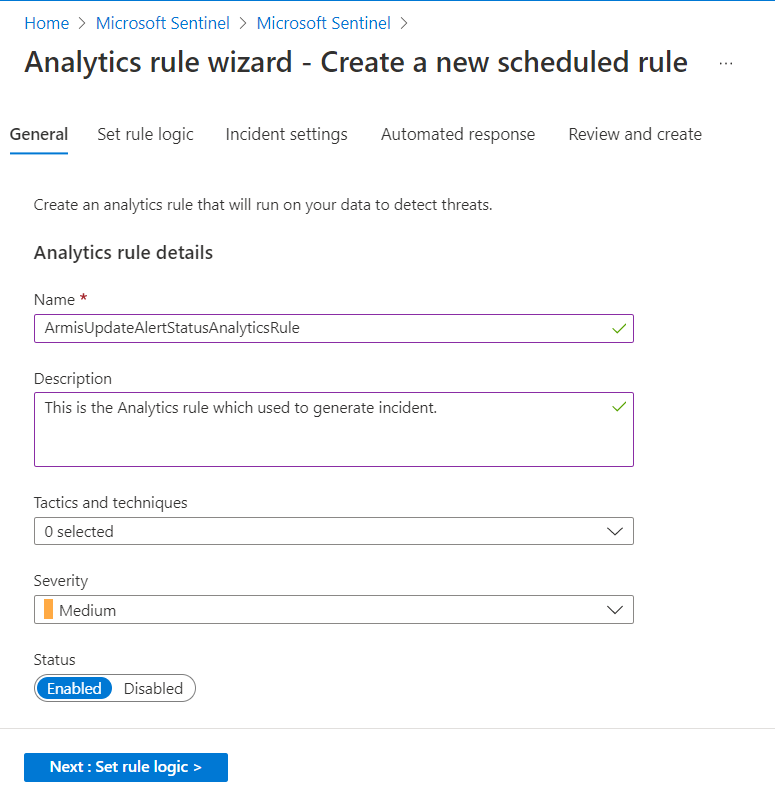 Home > Microsoft Sentinel > Microsoft Sentinel >
Analytics rule wizard - Create a new scheduled rule ...
General Set rule logic Incident settings Automated response Review and create
Create an analytics rule that will run on your data to detect threats.
Analytics rule details
Name *
ArmisUpdateAlertStatusAnalyticsRule
Description
This is the Analytics rule which used to generate incident.
Tactics and techniques
0 selected
Severity
Medium
Status
Enabled Disabled
Next : Set rule logic >